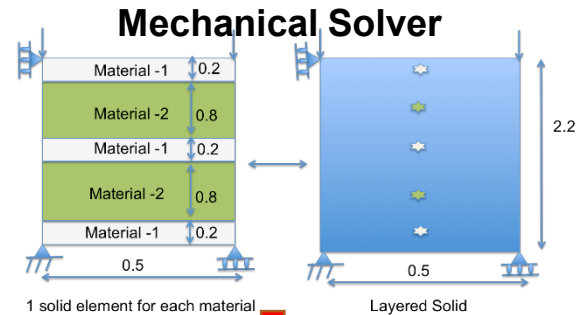 Mechanical Solver
Material -1 0.2
Material -2 0.8
Material -1 0.2
Material -2 0.8
Material -1 0.2
0.5
1 solid element for each material
2.2
0.5
Layered Solid